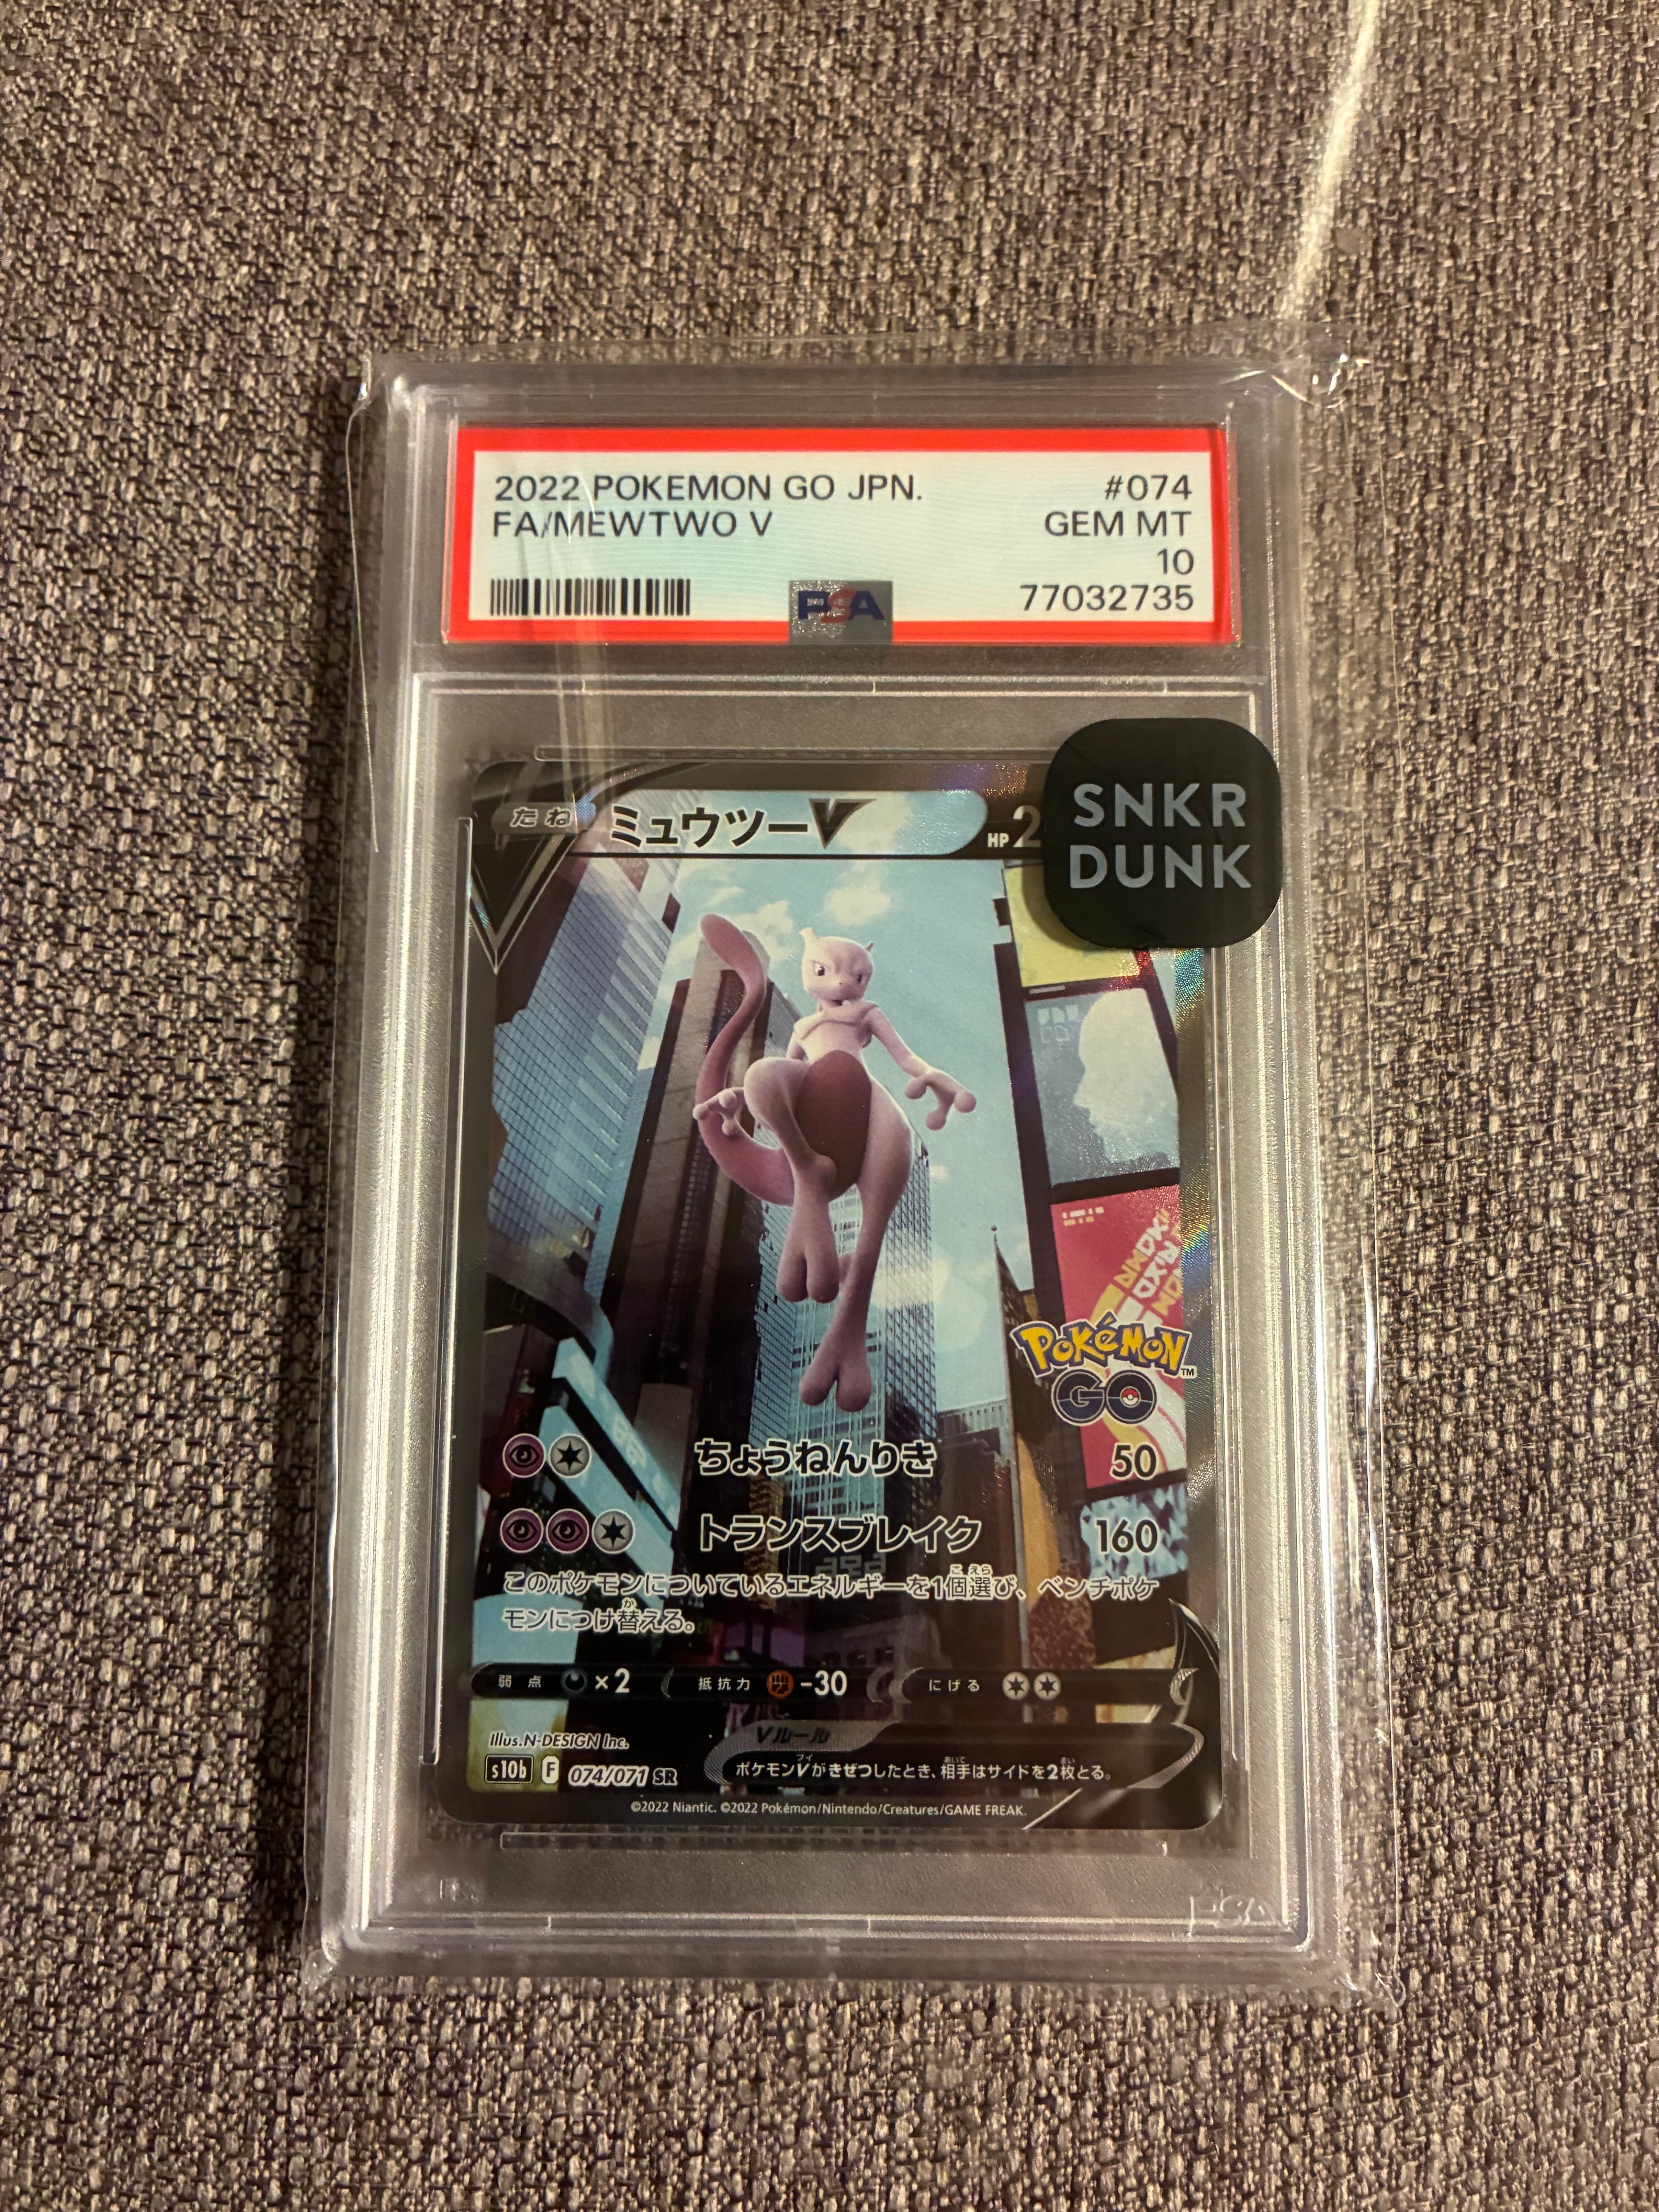 2022 POKEMON GO JPN. #074
FA/MEWTWO V GEM MT
10
77032735
PSA
SNKR
DUNK
たね ミュウツーV HP 2
Pokémon™
GO
ちょうねんりき 50
トランスブレイク 160
このポケモンについているエネルギーを1個選び、ベンチポケ
モンにつけ替える。
弱点 ×2 抵抗力 -30 にげる
Illus. N-DESIGN Inc.
Vルール
ポケモンVがきぜつしたとき、相手はサイドを2枚とる。
s10b F 074/071 SR
©2022 Niantic. ©2022 Pokémon/Nintendo/Creatures/GAME FREAK.